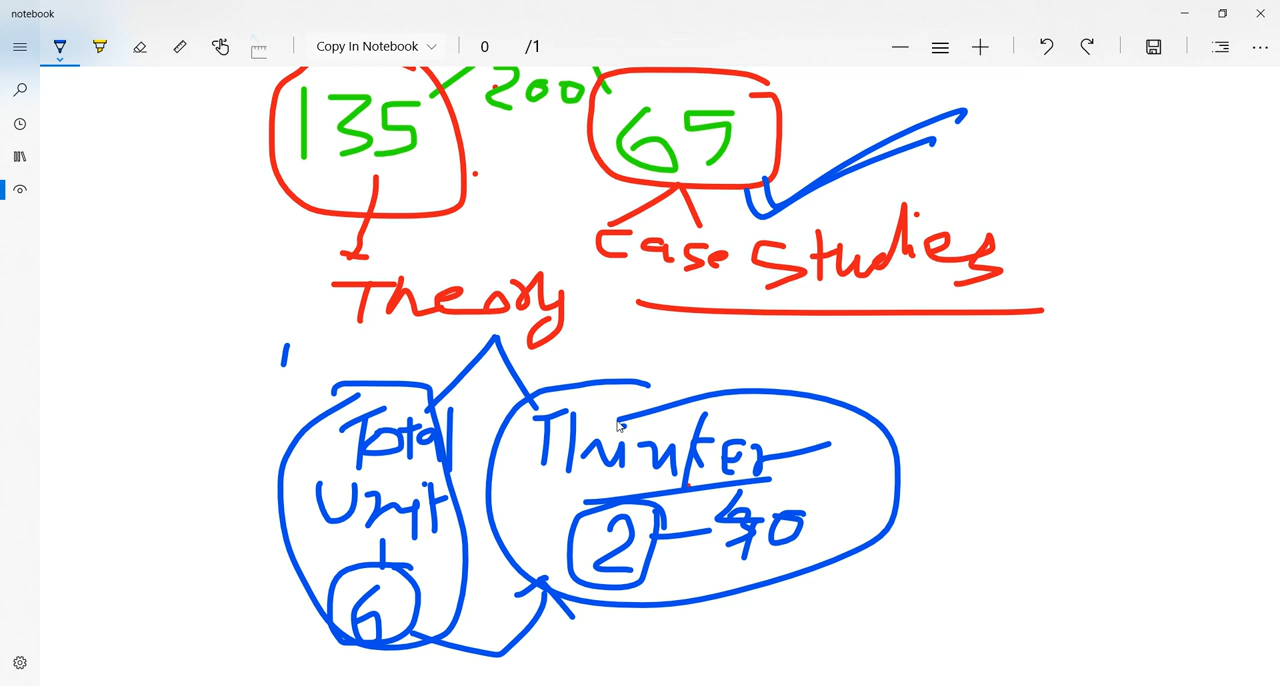 notebook
Copy In Notebook
0 /1
200
135
65
Case Studies
Theory
Total
Unit
6
Thinker
2 - 40